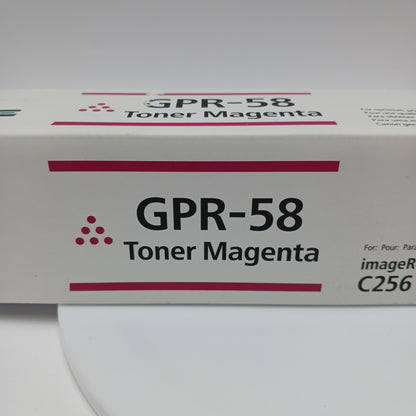 GPR-58
Toner Magenta
GPR-58
Toner Magenta
For: Pour: Para
imageR
C256